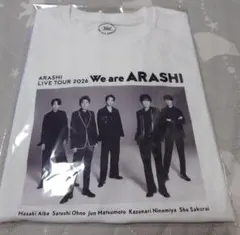 ARASHI
LIVE TOUR 2026 We are ARASHI
Masaki Aiba Satoshi Ohno Jun Matsumoto Kazunari Ninomiya Sho Sakurai